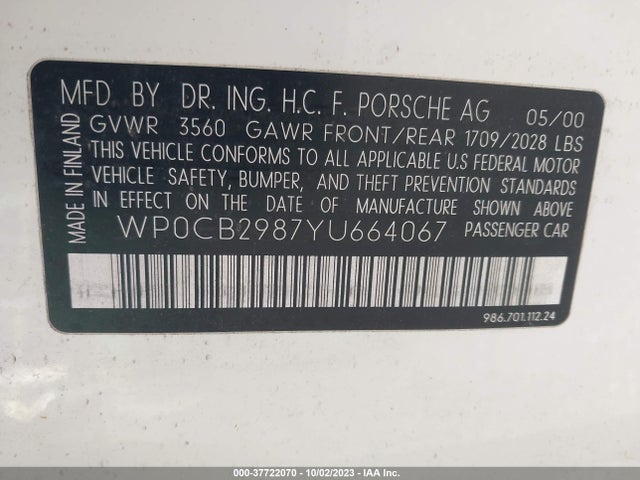 MFD. BY DR. ING. H.C. F. PORSCHE AG 05/00
GVWR 3560 GAWR FRONT/REAR 1709/2028 LBS
THIS VEHICLE CONFORMS TO ALL APPLICABLE U.S FEDERAL MOTOR
VEHICLE SAFETY, BUMPER, AND THEFT PREVENTION STANDARDS
IN EFFECT ON THE DATE OF MANUFACTURE SHOWN ABOVE
WP0CB2987YU664067 PASSENGER CAR
MADE IN FINLAND
986.701.112.24
000-37722070 - 10/02/2023 - IAA Inc.